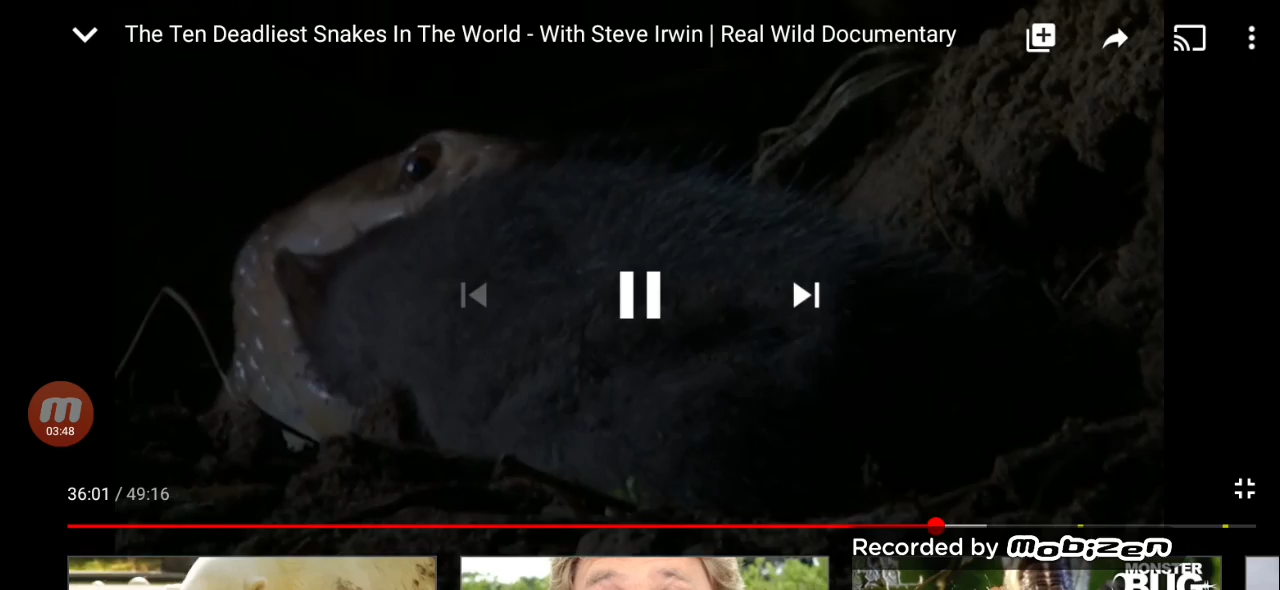 The Ten Deadliest Snakes In The World - With Steve Irwin | Real Wild Documentary
m
03:48
36:01 / 49:16
Recorded by mobizen
MONSTER
BUG